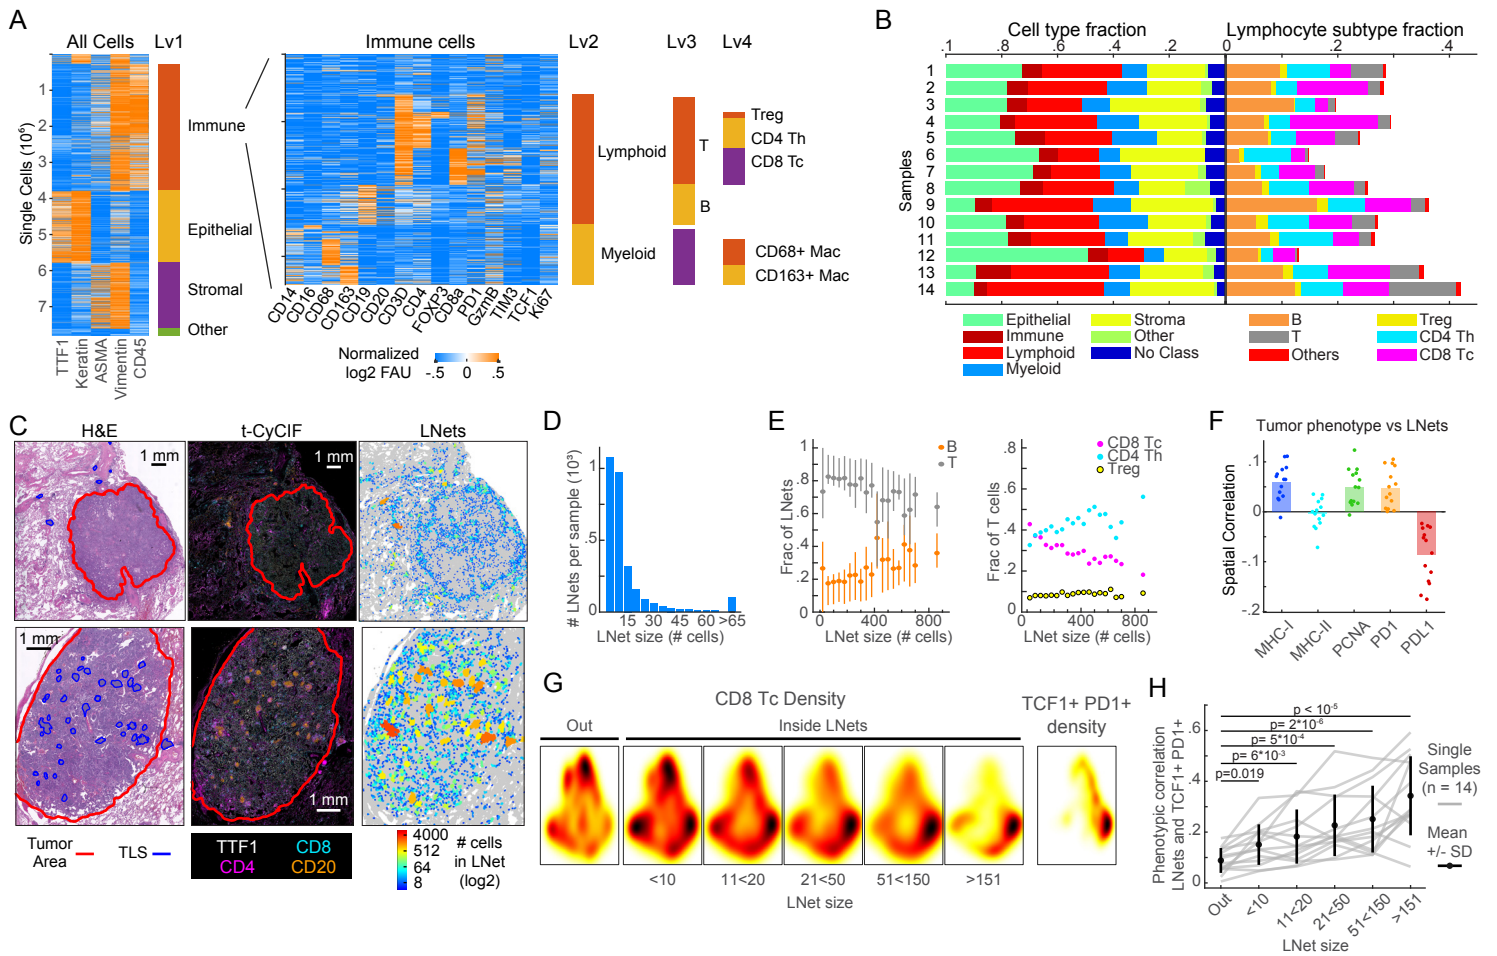 A
All Cells
Lv1
Immune cells
Lv2
Lv3
Lv4
Single Cells (10⁶)
1
2
3
4
5
6
7
Immune
Epithelial
Stromal
Other
TTF1
Keratin
ASMA
Vimentin
CD45
CD14
CD16
CD68
CD163
CD19
CD20
CD3D
CD4
FOXP3
CD8a
PD1
GzmB
TIM3
TCF1
Ki67
Lymphoid
Myeloid
T
B
Treg
CD4 Th
CD8 Tc
CD68+ Mac
CD163+ Mac
Normalized
log2 FAU
-.5 0 .5
B
Cell type fraction
Lymphocyte subtype fraction
.1 .8 .6 .4 .2 0 .2 .4
Samples
1
2
3
4
5
6
7
8
9
10
11
12
13
14
Epithelial
Immune
Lymphoid
Myeloid
Stroma
Other
No Class
B
T
Others
Treg
CD4 Th
CD8 Tc
C
H&E
t-CyCIF
LNets
1 mm
1 mm
1 mm
1 mm
Tumor
Area
TLS
TTF1 CD8
CD4 CD20
4000
512
64
8
# cells
in LNet
(log2)
D
# LNets per sample (10³)
1
.5
0
15 30 45 60 >65
LNet size (# cells)
E
Frac of LNets
1
.8
.6
.4
.2
0
0 400 800
LNet size (# cells)
B
T
Frac of T cells
.8
.6
.4
.2
0
0 400 800
LNet size (# cells)
CD8 Tc
CD4 Th
Treg
F
Tumor phenotype vs LNets
Spatial Correlation
.1
0
-.1
-.2
MHC-I
MHC-II
PCNA
PD1
PDL1
G
CD8 Tc Density
Out
Inside LNets
TCF1+ PD1+
density
<10 11<20 21<50 51<150 >151
LNet size
H
Phenotypic correlation
LNets and TCF1+ PD1+
.6
.4
.2
0
p < 10⁻⁵
p= 2*10⁻⁶
p= 5*10⁻⁴
p= 6*10⁻³
p=0.019
Out
<10
11<20
21<50
51<150
>151
LNet size
Single
Samples
(n = 14)
Mean
+/- SD